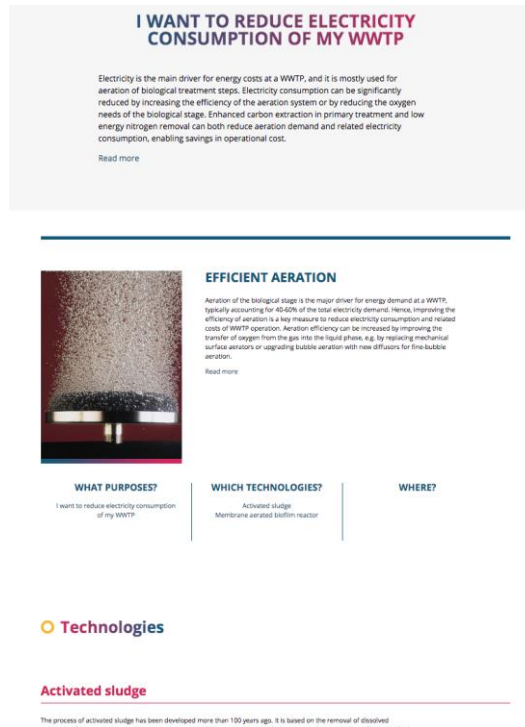 I WANT TO REDUCE ELECTRICITY
CONSUMPTION OF MY WWTP
Electricity is the main driver for energy costs at a WWTP, and it is mostly used for
aeration of biological treatment steps. Electricity consumption can be significantly
reduced by increasing the efficiency of the aeration system or by reducing the oxygen
needs of the biological stage. Enhanced carbon extraction in primary treatment and low
energy nitrogen removal can both reduce aeration demand and related electricity
consumption, enabling savings in operational cost.
Read more
EFFICIENT AERATION
Aeration of the biological stage is the major driver for energy demand at a WWTP,
typically accounting for 40-60% of the total electricity demand. Hence, improving the
efficiency of aeration is a key measure to reduce electricity consumption and related
costs of WWTP operation. Aeration efficiency can be increased by improving the
transfer of oxygen from the gas into the liquid phase, e.g. by replacing mechanical
surface aerators or upgrading bubble aeration with new diffusors for fine-bubble
aeration.
Read more
WHAT PURPOSES?
I want to reduce electricity consumption
of my WWTP
WHICH TECHNOLOGIES?
Activated sludge
Membrane aerated biofilm reactor
WHERE?
Technologies
Activated sludge
The process of activated sludge has been developed more than 100 years ago. It is based on the removal of dissolved